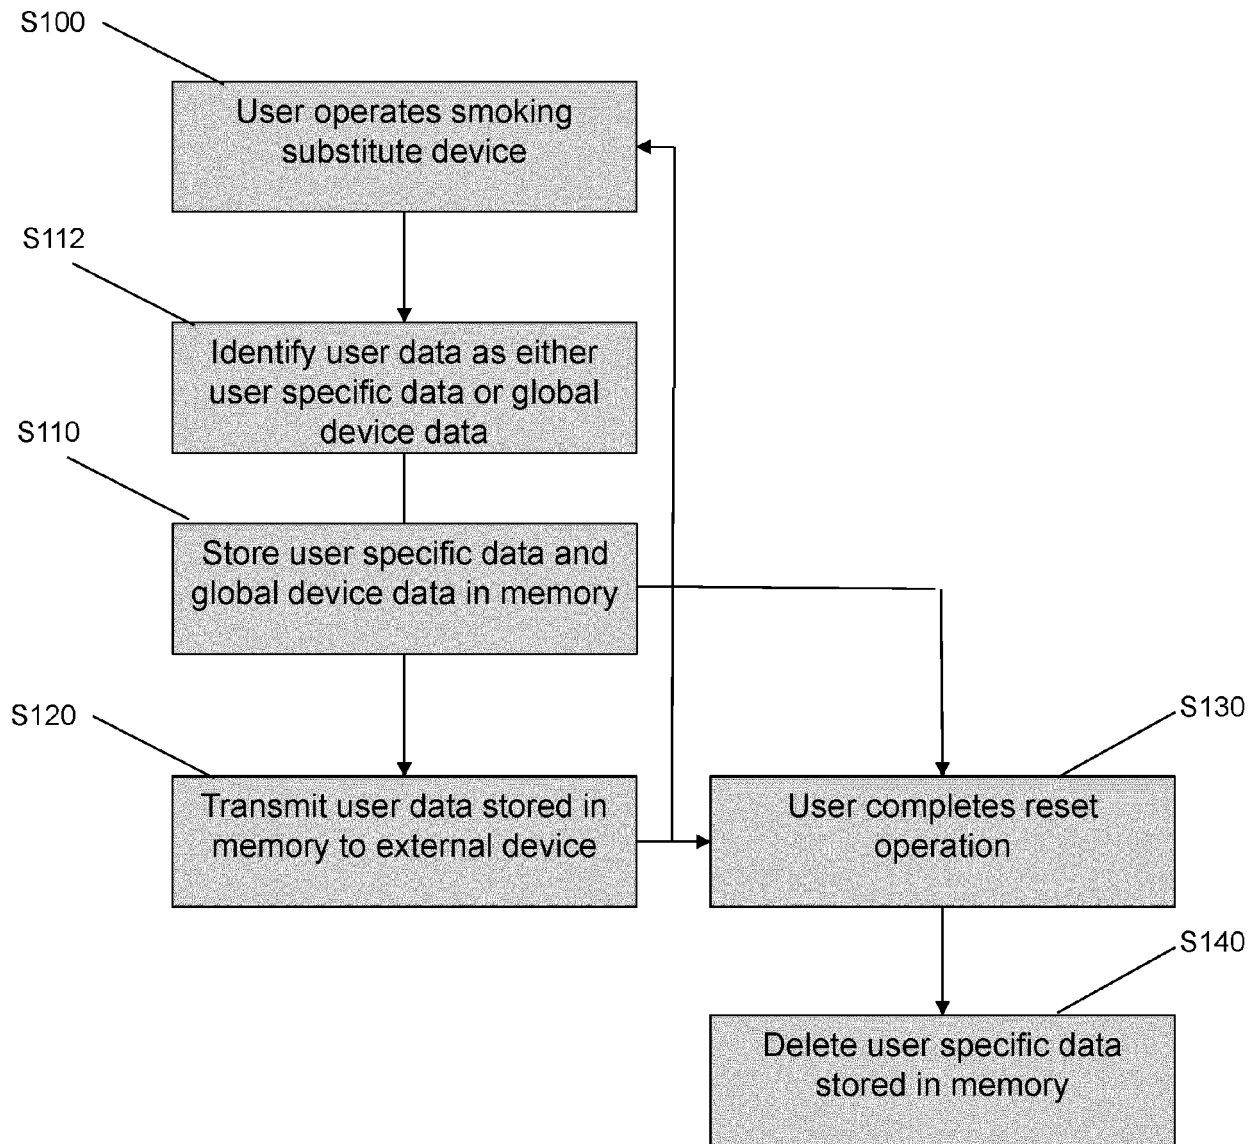 S100
User operates smoking
substitute device
S112
Identify user data as either
user specific data or global
device data
S110
Store user specific data and
global device data in memory
S120
Transmit user data stored in
memory to external device
S130
User completes reset
operation
S140
Delete user specific data
stored in memory